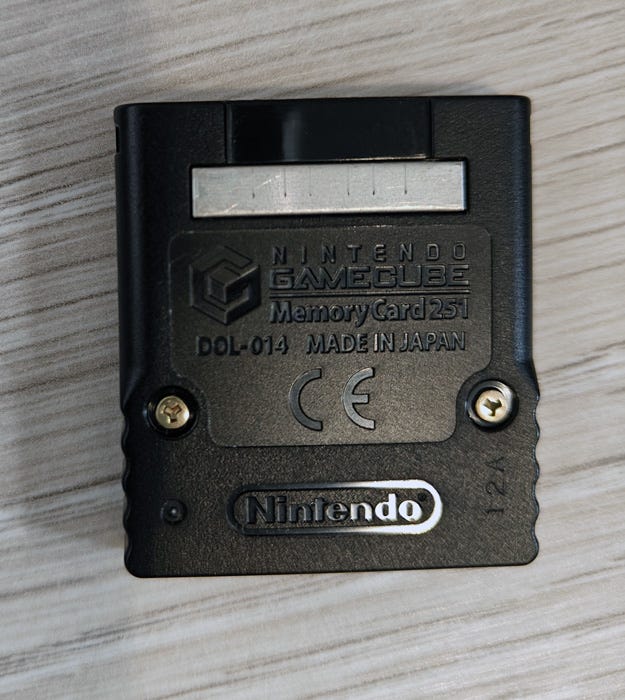 NINTENDO
GAMECUBE
Memory Card 251
DOL-014 MADE IN JAPAN
CE
Nintendo®
12A